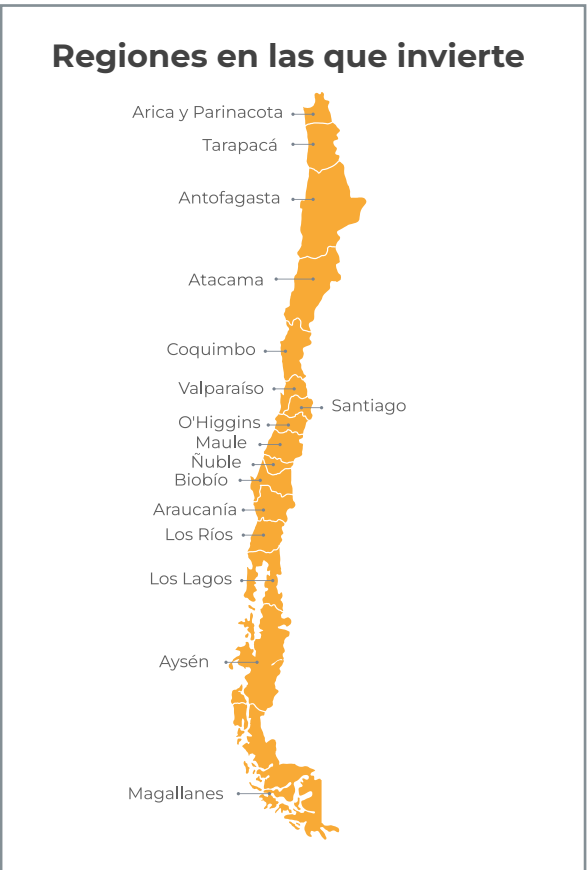 Regiones en las que invierte
Arica y Parinacota
Tarapacá
Antofagasta
Atacama
Coquimbo
Valparaíso
Santiago
O'Higgins
Maule
Ñuble
Biobío
Araucanía
Los Ríos
Los Lagos
Aysén
Magallanes